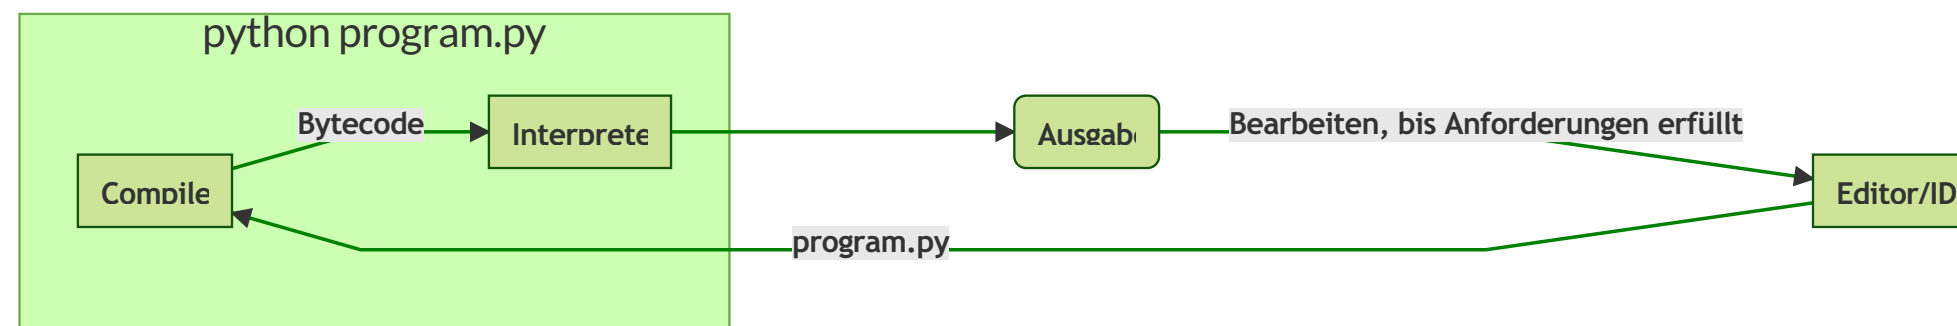 python program.py
Bytecode
Interprete
Ausgab
Bearbeiten, bis Anforderungen erfüllt
Compile
Editor/ID
program.py